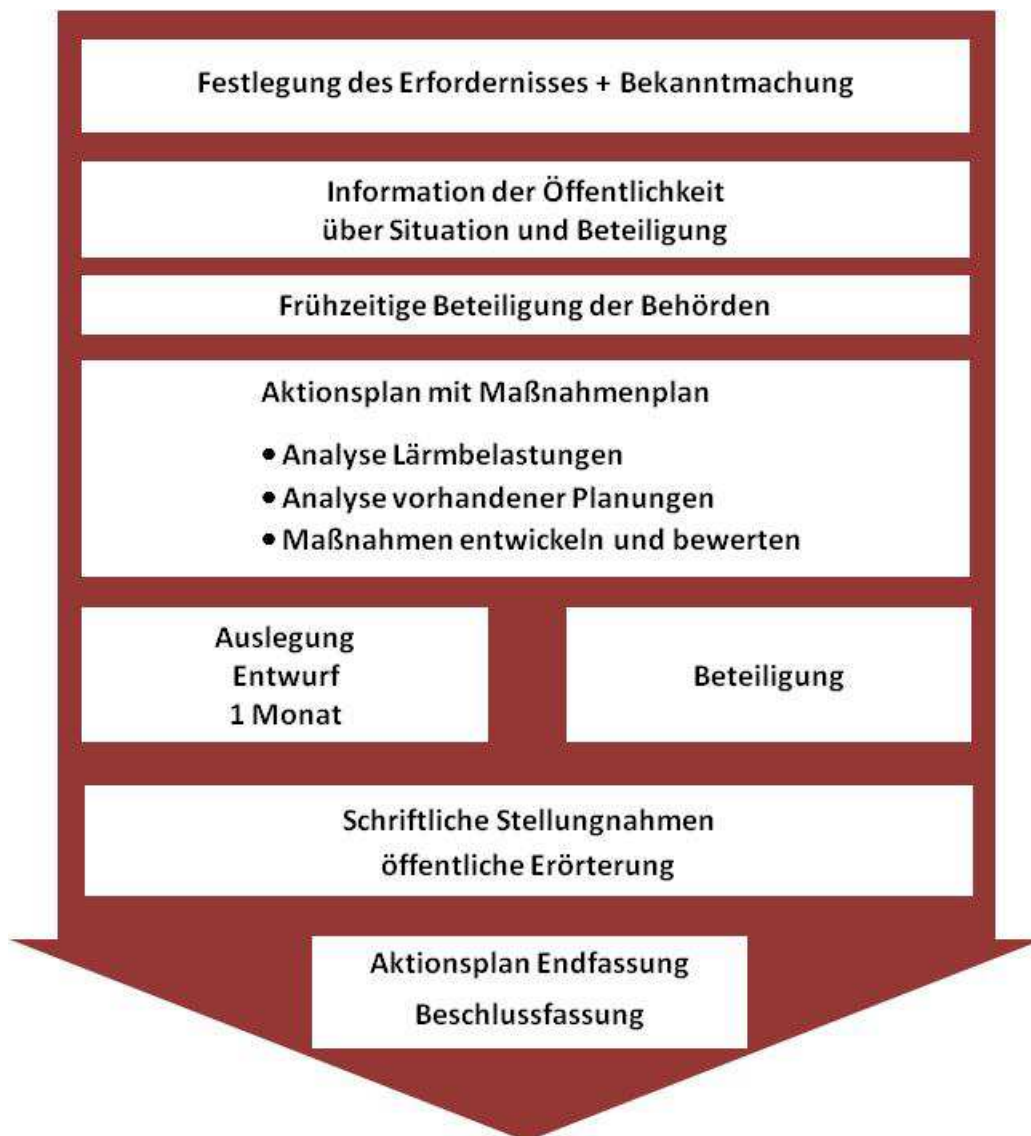 Festlegung des Erfordernisses + Bekanntmachung
Information der Öffentlichkeit
über Situation und Beteiligung
Frühzeitige Beteiligung der Behörden
Aktionsplan mit Maßnahmenplan
• Analyse Lärmbelastungen
• Analyse vorhandener Planungen
• Maßnahmen entwickeln und bewerten
Auslegung
Entwurf
1 Monat
Beteiligung
Schriftliche Stellungnahmen
öffentliche Erörterung
Aktionsplan Endfassung
Beschlussfassung